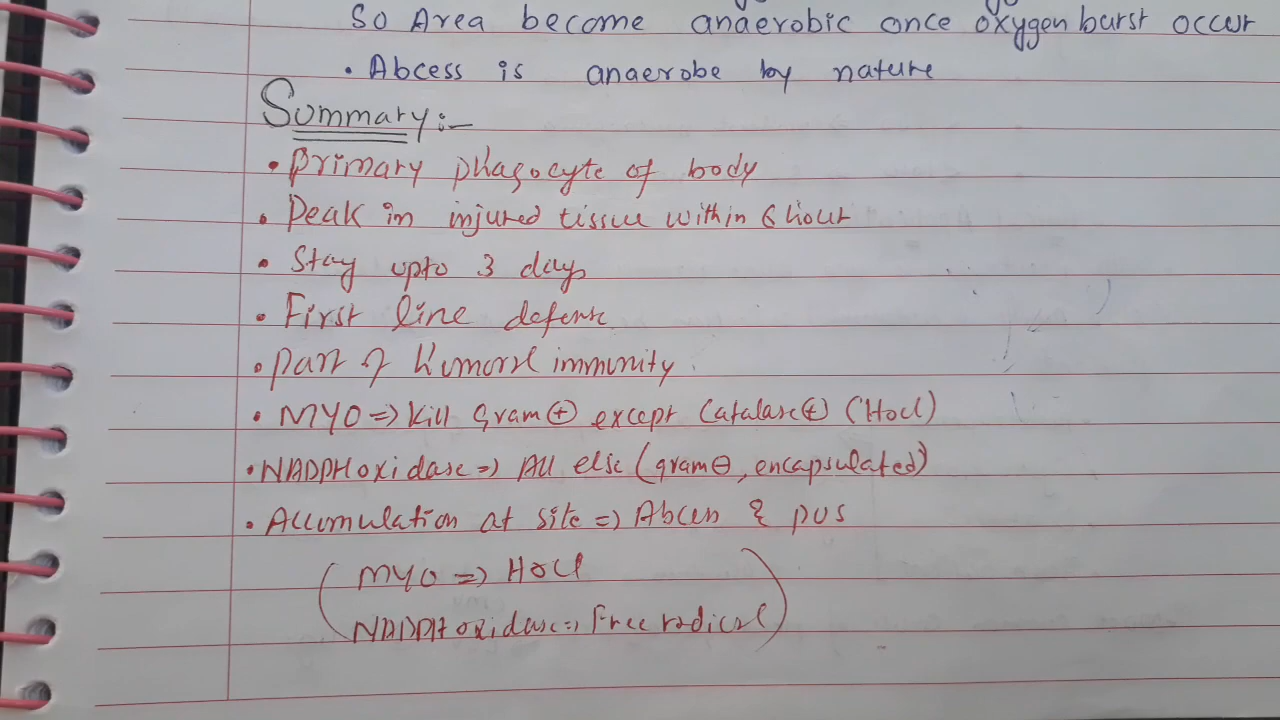 So Area become anaerobic once oxygen burst occur
• Abcess is anaerobe by nature
Summary:-
• Primary phagocyte of body
• Peak in injured tissue within 6 hour
• Stay upto 3 days
• First line defense
• Part of humoral immunity
• MYO => kill gram ⊕ except Catalase ⊕ (HOCl)
• NADPH oxidase => All else (gram ⊖, encapsulated)
• Accumulation at site => Abcess & pus
(MYO => HOCl
NADPH oxidase => Free radical)